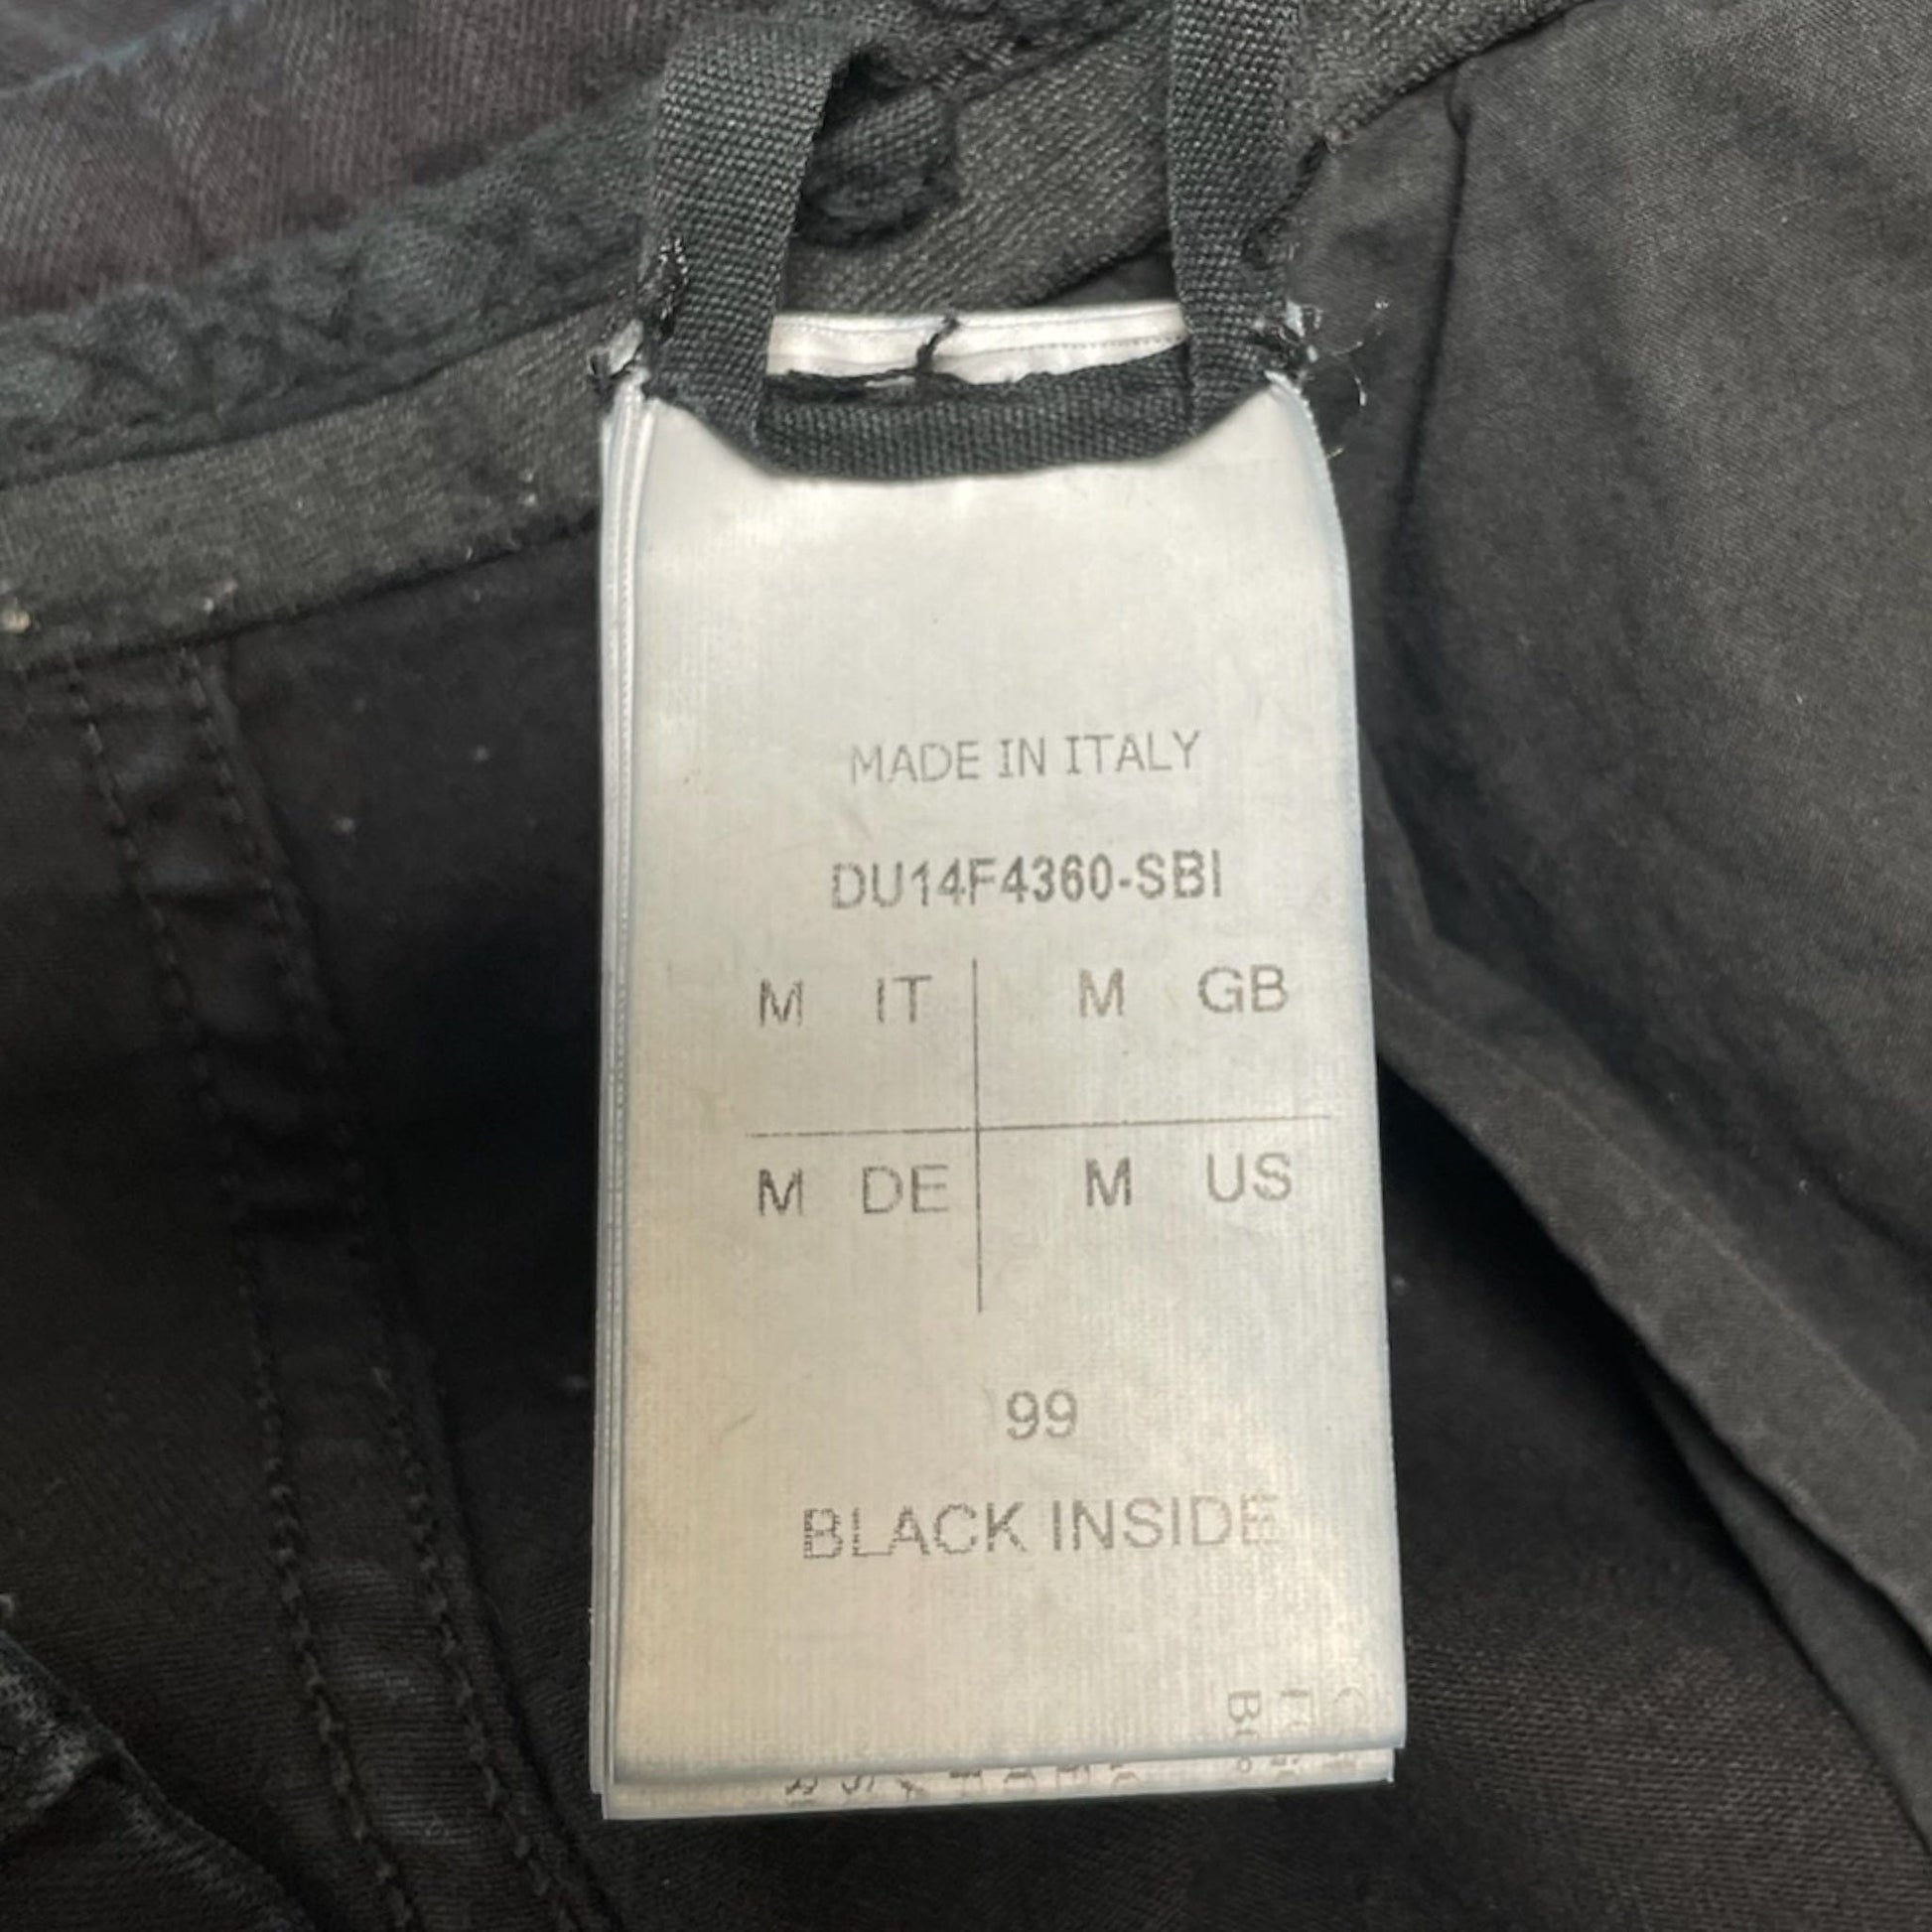 MADE IN ITALY
DU14F4360-SBI
M IT M GB
M DE M US
99
BLACK INSIDE